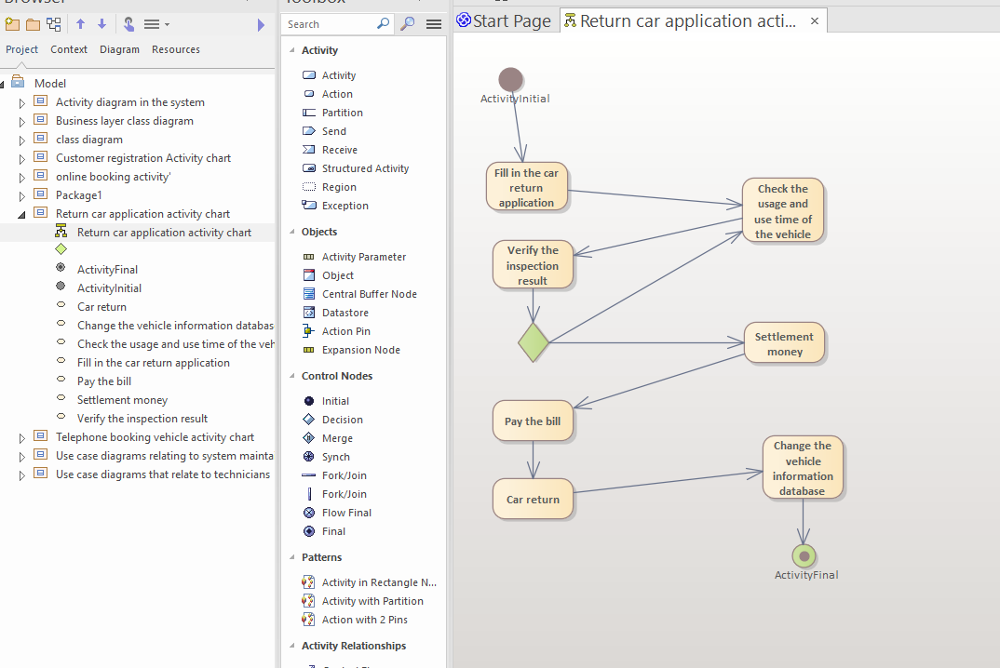 Browser
Project Context Diagram Resources
Model
Activity diagram in the system
Business layer class diagram
class diagram
Customer registration Activity chart
online booking activity'
Package1
Return car application activity chart
Return car application activity chart
ActivityFinal
ActivityInitial
Car return
Change the vehicle information databas
Check the usage and use time of the veh
Fill in the car return application
Pay the bill
Settlement money
Verify the inspection result
Telephone booking vehicle activity chart
Use case diagrams relating to system mainta
Use case diagrams that relate to technicians
Toolbox
Search
Activity
Activity
Action
Partition
Send
Receive
Structured Activity
Region
Exception
Objects
Activity Parameter
Object
Central Buffer Node
Datastore
Action Pin
Expansion Node
Control Nodes
Initial
Decision
Merge
Synch
Fork/Join
Fork/Join
Flow Final
Final
Patterns
Activity in Rectangle N...
Activity with Partition
Action with 2 Pins
Activity Relationships
Start Page
Return car application acti... ×
ActivityInitial
Fill in the car
return
application
Check the
usage and
use time of
the vehicle
Verify the
inspection
result
Settlement
money
Pay the bill
Change the
vehicle
information
database
Car return
ActivityFinal